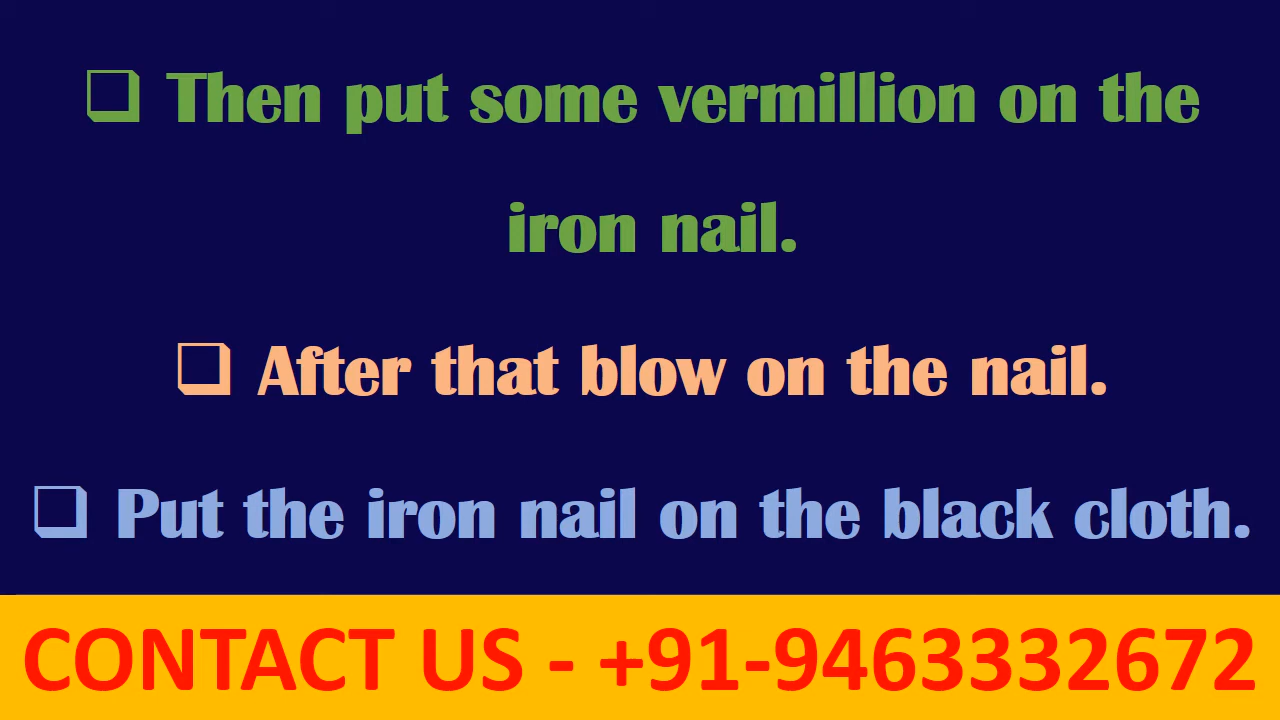 ❑ Then put some vermillion on the
iron nail.
❑ After that blow on the nail.
❑ Put the iron nail on the black cloth.
CONTACT US - +91-9463332672